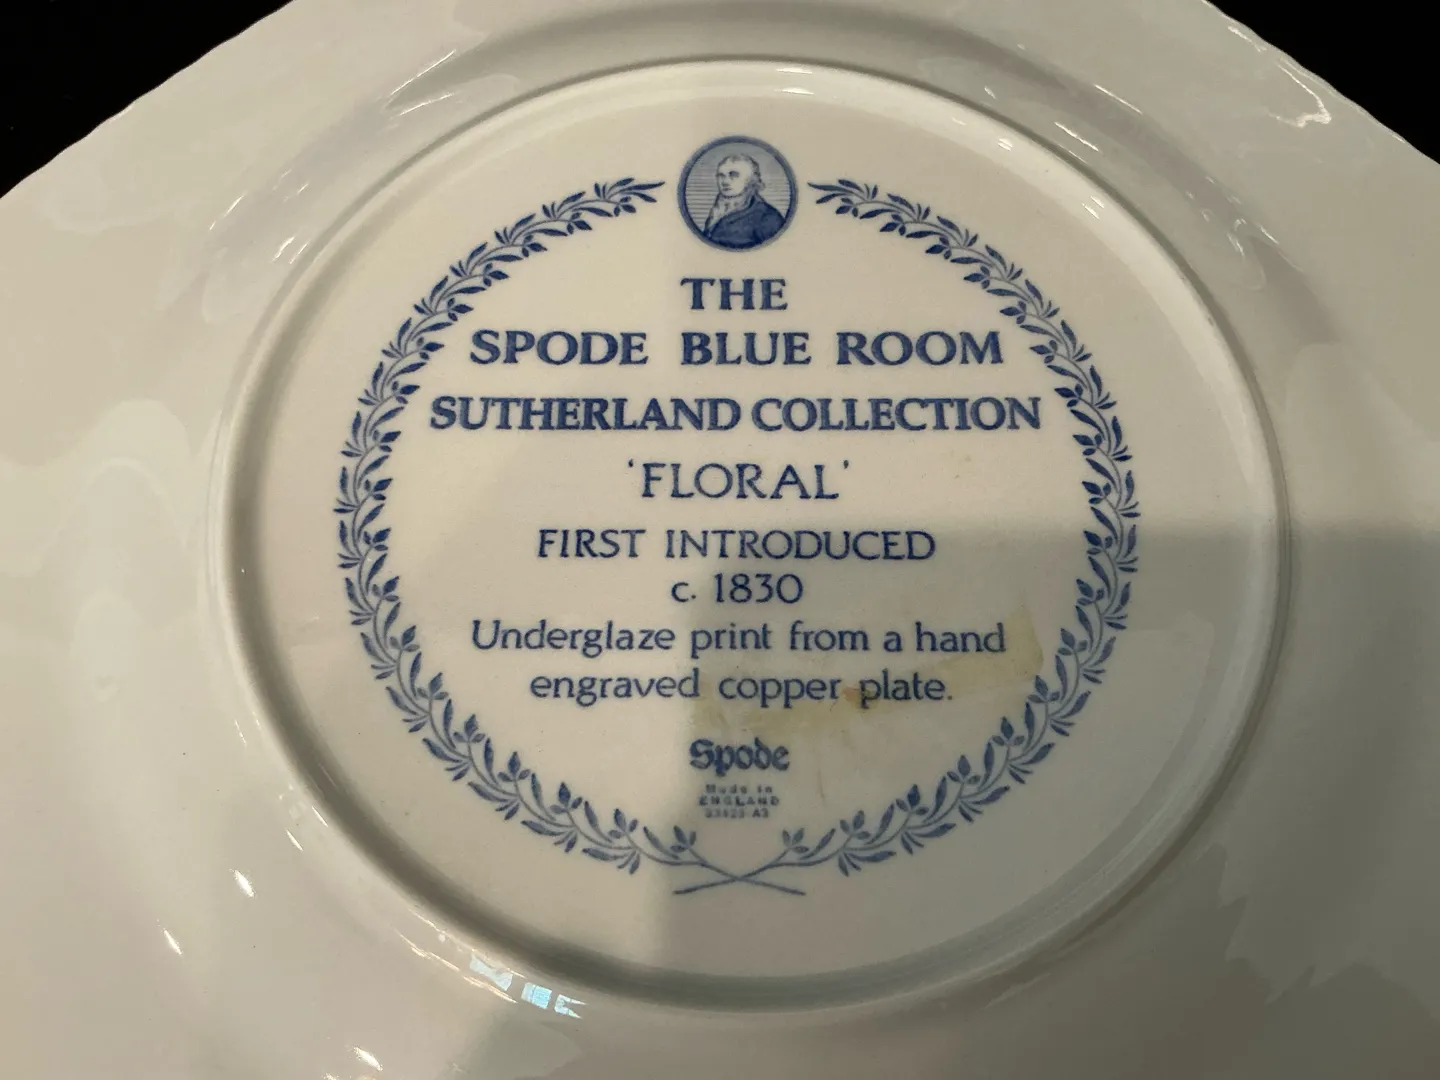 THE
SPODE BLUE ROOM
SUTHERLAND COLLECTION
'FLORAL'
FIRST INTRODUCED
c. 1830
Underglaze print from a hand
engraved copper plate.
Spode
Made in
ENGLAND